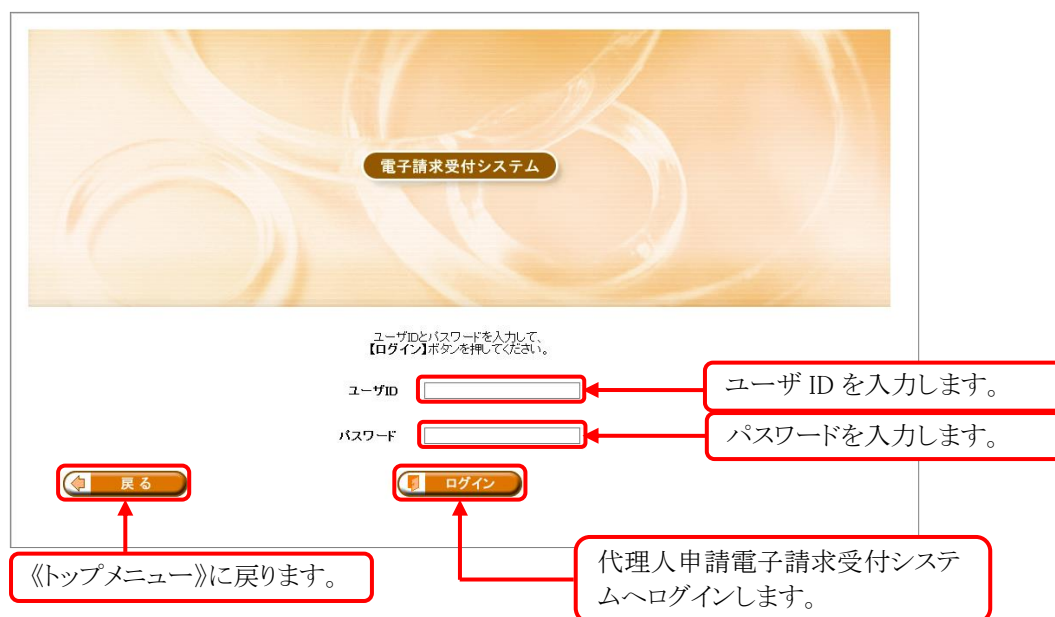 電子請求受付システム
ユーザIDとパスワードを入力して、
【ログイン】ボタンを押してください。
ユーザID
ユーザ ID を入力します。
パスワード
パスワードを入力します。
戻る
ログイン
《トップメニュー》に戻ります。
代理人申請電子請求受付システ
ムへログインします。